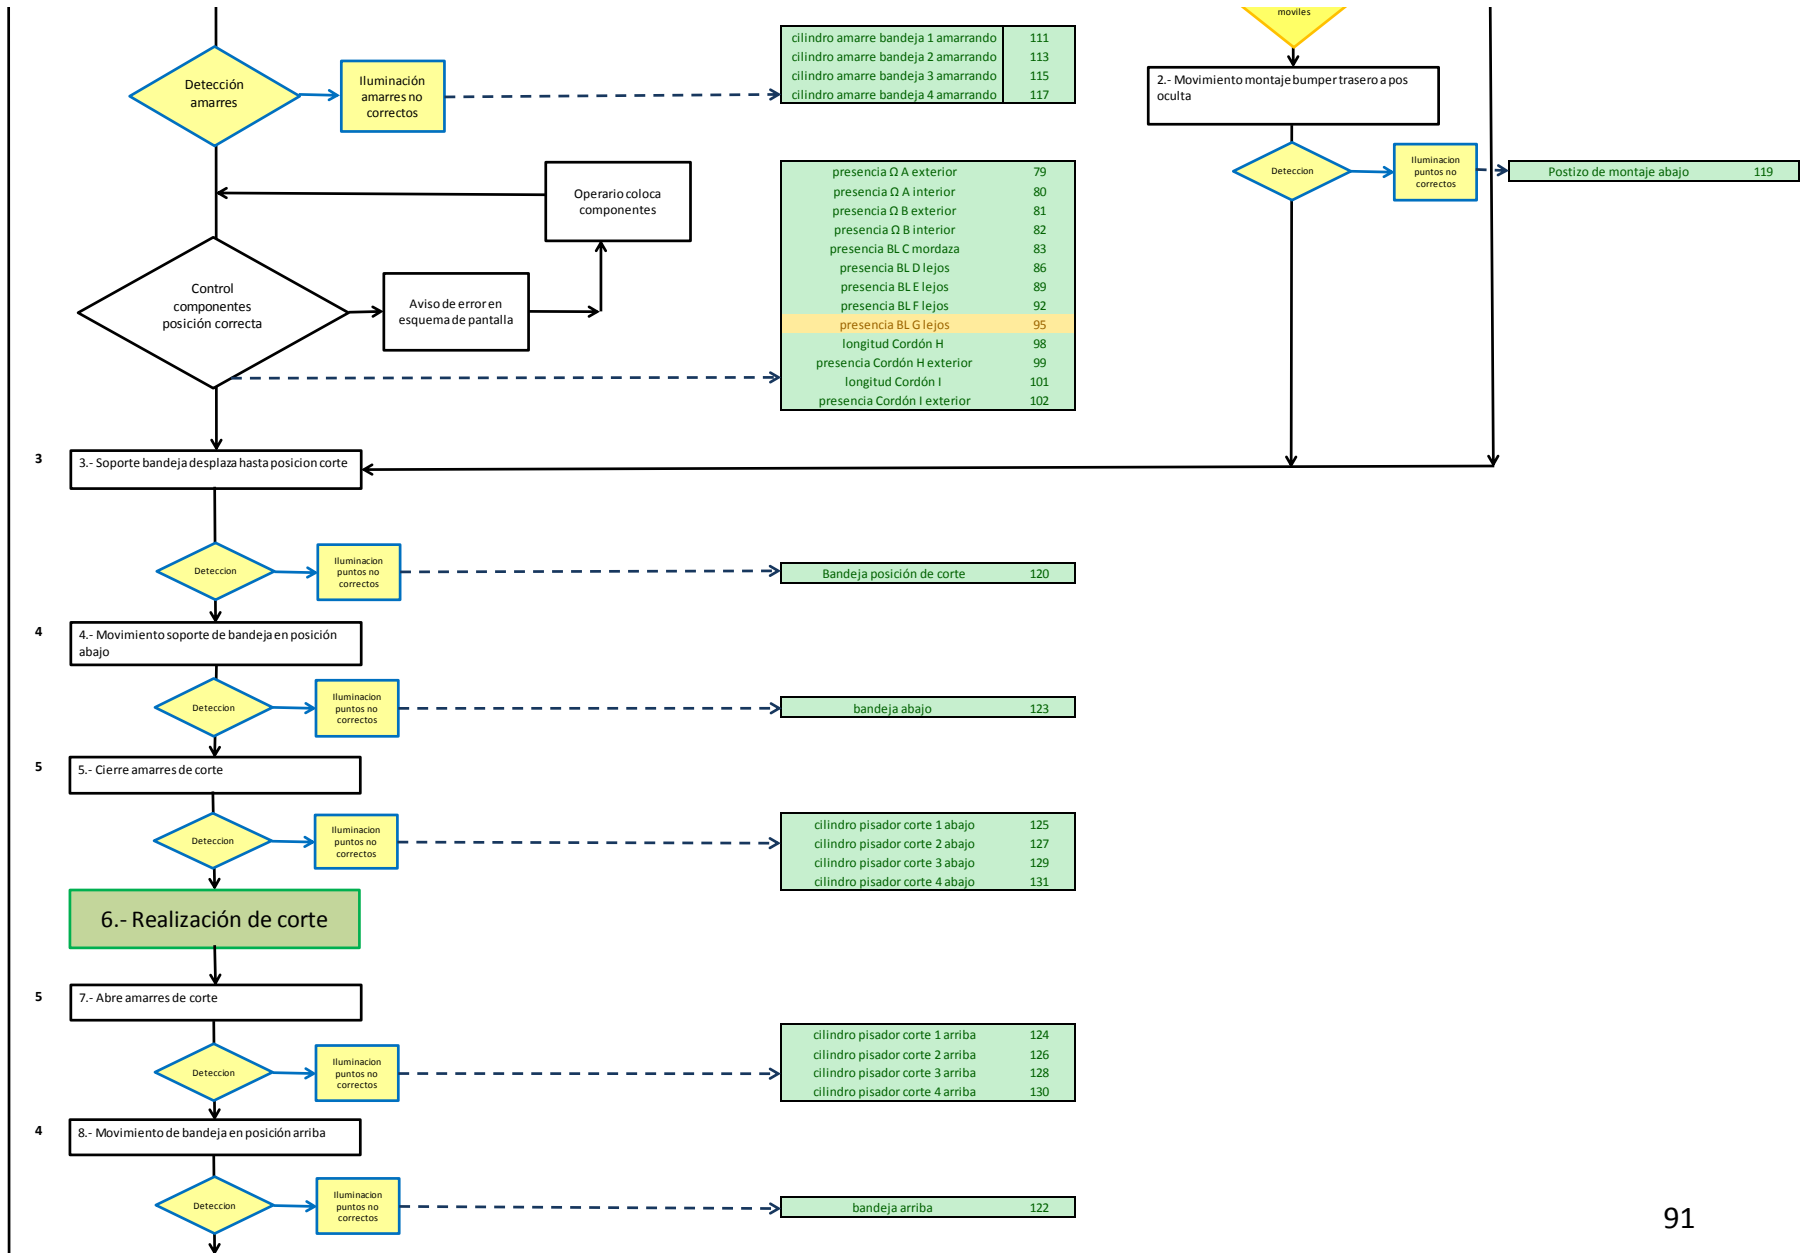 moviles
cilindro amarre bandeja 1 amarrando 111
cilindro amarre bandeja 2 amarrando 113
cilindro amarre bandeja 3 amarrando 115
cilindro amarre bandeja 4 amarrando 117
Detección
amarres
Iluminación
amarres no
correctos
2.- Movimiento montaje bumper trasero a pos
oculta
Deteccion
Iluminacion
puntos no
correctos
Postizo de montaje abajo 119
Operario coloca
componentes
Control
componentes
posición correcta
Aviso de error en
esquema de pantalla
presencia Ω A exterior 79
presencia Ω A interior 80
presencia Ω B exterior 81
presencia Ω B interior 82
presencia BL C mordaza 83
presencia BL D lejos 86
presencia BL E lejos 89
presencia BL F lejos 92
presencia BL G lejos 95
longitud Cordón H 98
presencia Cordón H exterior 99
longitud Cordón I 101
presencia Cordón I exterior 102
3 3.- Soporte bandeja desplaza hasta posicion corte
Deteccion
Iluminacion
puntos no
correctos
Bandeja posición de corte 120
4 4.- Movimiento soporte de bandeja en posición
abajo
Deteccion
Iluminacion
puntos no
correctos
bandeja abajo 123
5 5.- Cierre amarres de corte
Deteccion
Iluminacion
puntos no
correctos
cilindro pisador corte 1 abajo 125
cilindro pisador corte 2 abajo 127
cilindro pisador corte 3 abajo 129
cilindro pisador corte 4 abajo 131
6.- Realización de corte
5 7.- Abre amarres de corte
Deteccion
Iluminacion
puntos no
correctos
cilindro pisador corte 1 arriba 124
cilindro pisador corte 2 arriba 126
cilindro pisador corte 3 arriba 128
cilindro pisador corte 4 arriba 130
4 8.- Movimiento de bandeja en posición arriba
Deteccion
Iluminacion
puntos no
correctos
bandeja arriba 122
91